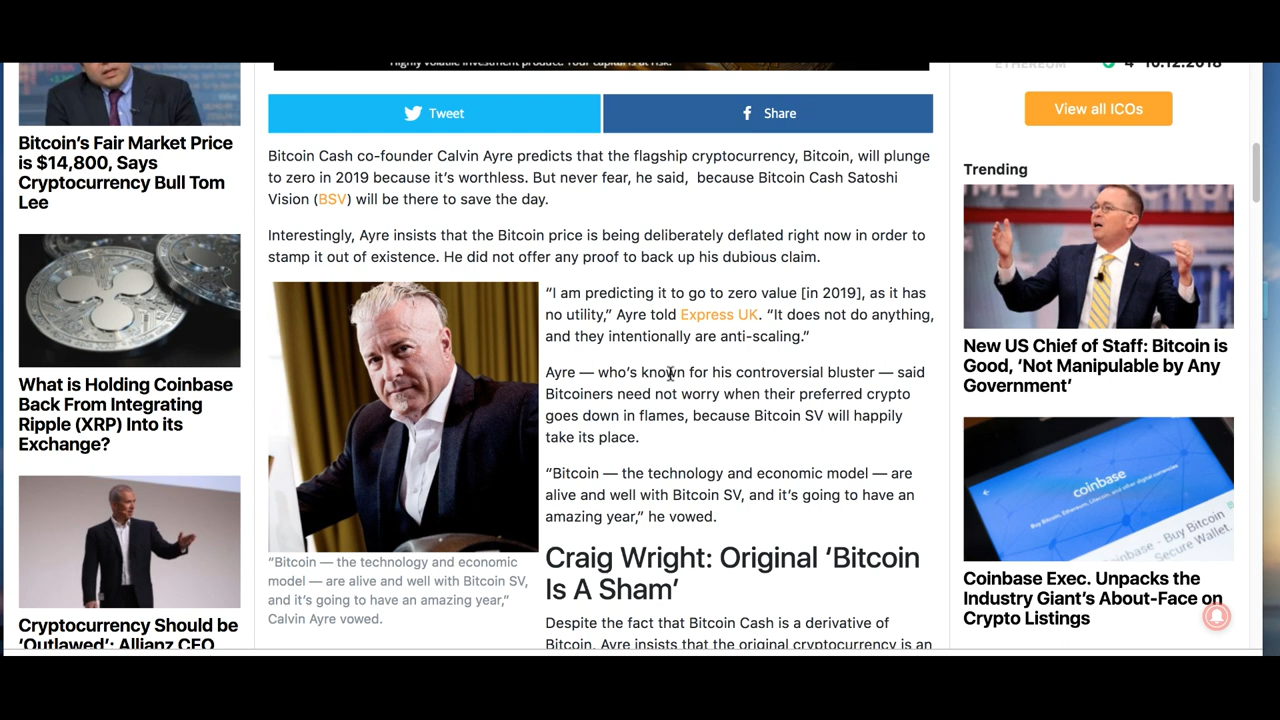 Highly volatile investment product. Your capital is at risk.
Tweet
Share
Bitcoin Cash co-founder Calvin Ayre predicts that the flagship cryptocurrency, Bitcoin, will plunge
to zero in 2019 because it’s worthless. But never fear, he said,  because Bitcoin Cash Satoshi
Vision (BSV) will be there to save the day.
Interestingly, Ayre insists that the Bitcoin price is being deliberately deflated right now in order to
stamp it out of existence. He did not offer any proof to back up his dubious claim.
“I am predicting it to go to zero value [in 2019], as it has
no utility,” Ayre told Express UK. “It does not do anything,
and they intentionally are anti-scaling.”
Ayre — who’s known for his controversial bluster — said
Bitcoiners need not worry when their preferred crypto
goes down in flames, because Bitcoin SV will happily
take its place.
“Bitcoin — the technology and economic model — are
alive and well with Bitcoin SV, and it’s going to have an
amazing year,” he vowed.
“Bitcoin — the technology and economic
model — are alive and well with Bitcoin SV,
and it’s going to have an amazing year,”
Calvin Ayre vowed.
Craig Wright: Original ‘Bitcoin
Is A Sham’
Despite the fact that Bitcoin Cash is a derivative of
Bitcoin, Ayre insists that the original cryptocurrency is an
Bitcoin’s Fair Market Price
is $14,800, Says
Cryptocurrency Bull Tom
Lee
What is Holding Coinbase
Back From Integrating
Ripple (XRP) Into its
Exchange?
Cryptocurrency Should be
‘Outlawed’: Allianz CEO
ETHEREUM
4 10.12.2018
View all ICOs
Trending
New US Chief of Staff: Bitcoin is
Good, ‘Not Manipulable by Any
Government’
coinbase
Buy Bitcoin, Ethereum, Litecoin, and other digital currencies
Coinbase Exec. Unpacks the
Industry Giant’s About-Face on
Crypto Listings